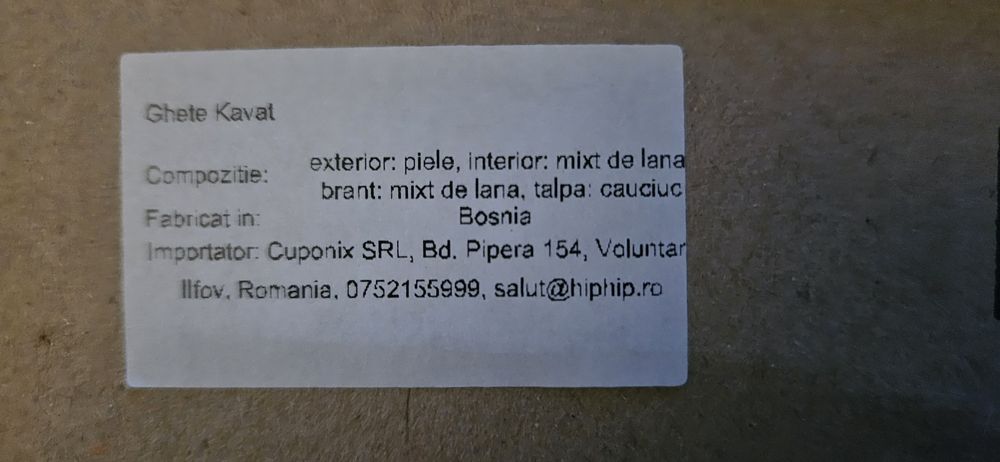 Ghete Kavat
Compozitie: exterior: piele, interior: mixt de lana
brant: mixt de lana, talpa: cauciuc
Fabricat in: Bosnia
Importator: Cuponix SRL, Bd. Pipera 154, Voluntar
Ilfov, Romania, 0752155999, salut@hiphip.ro